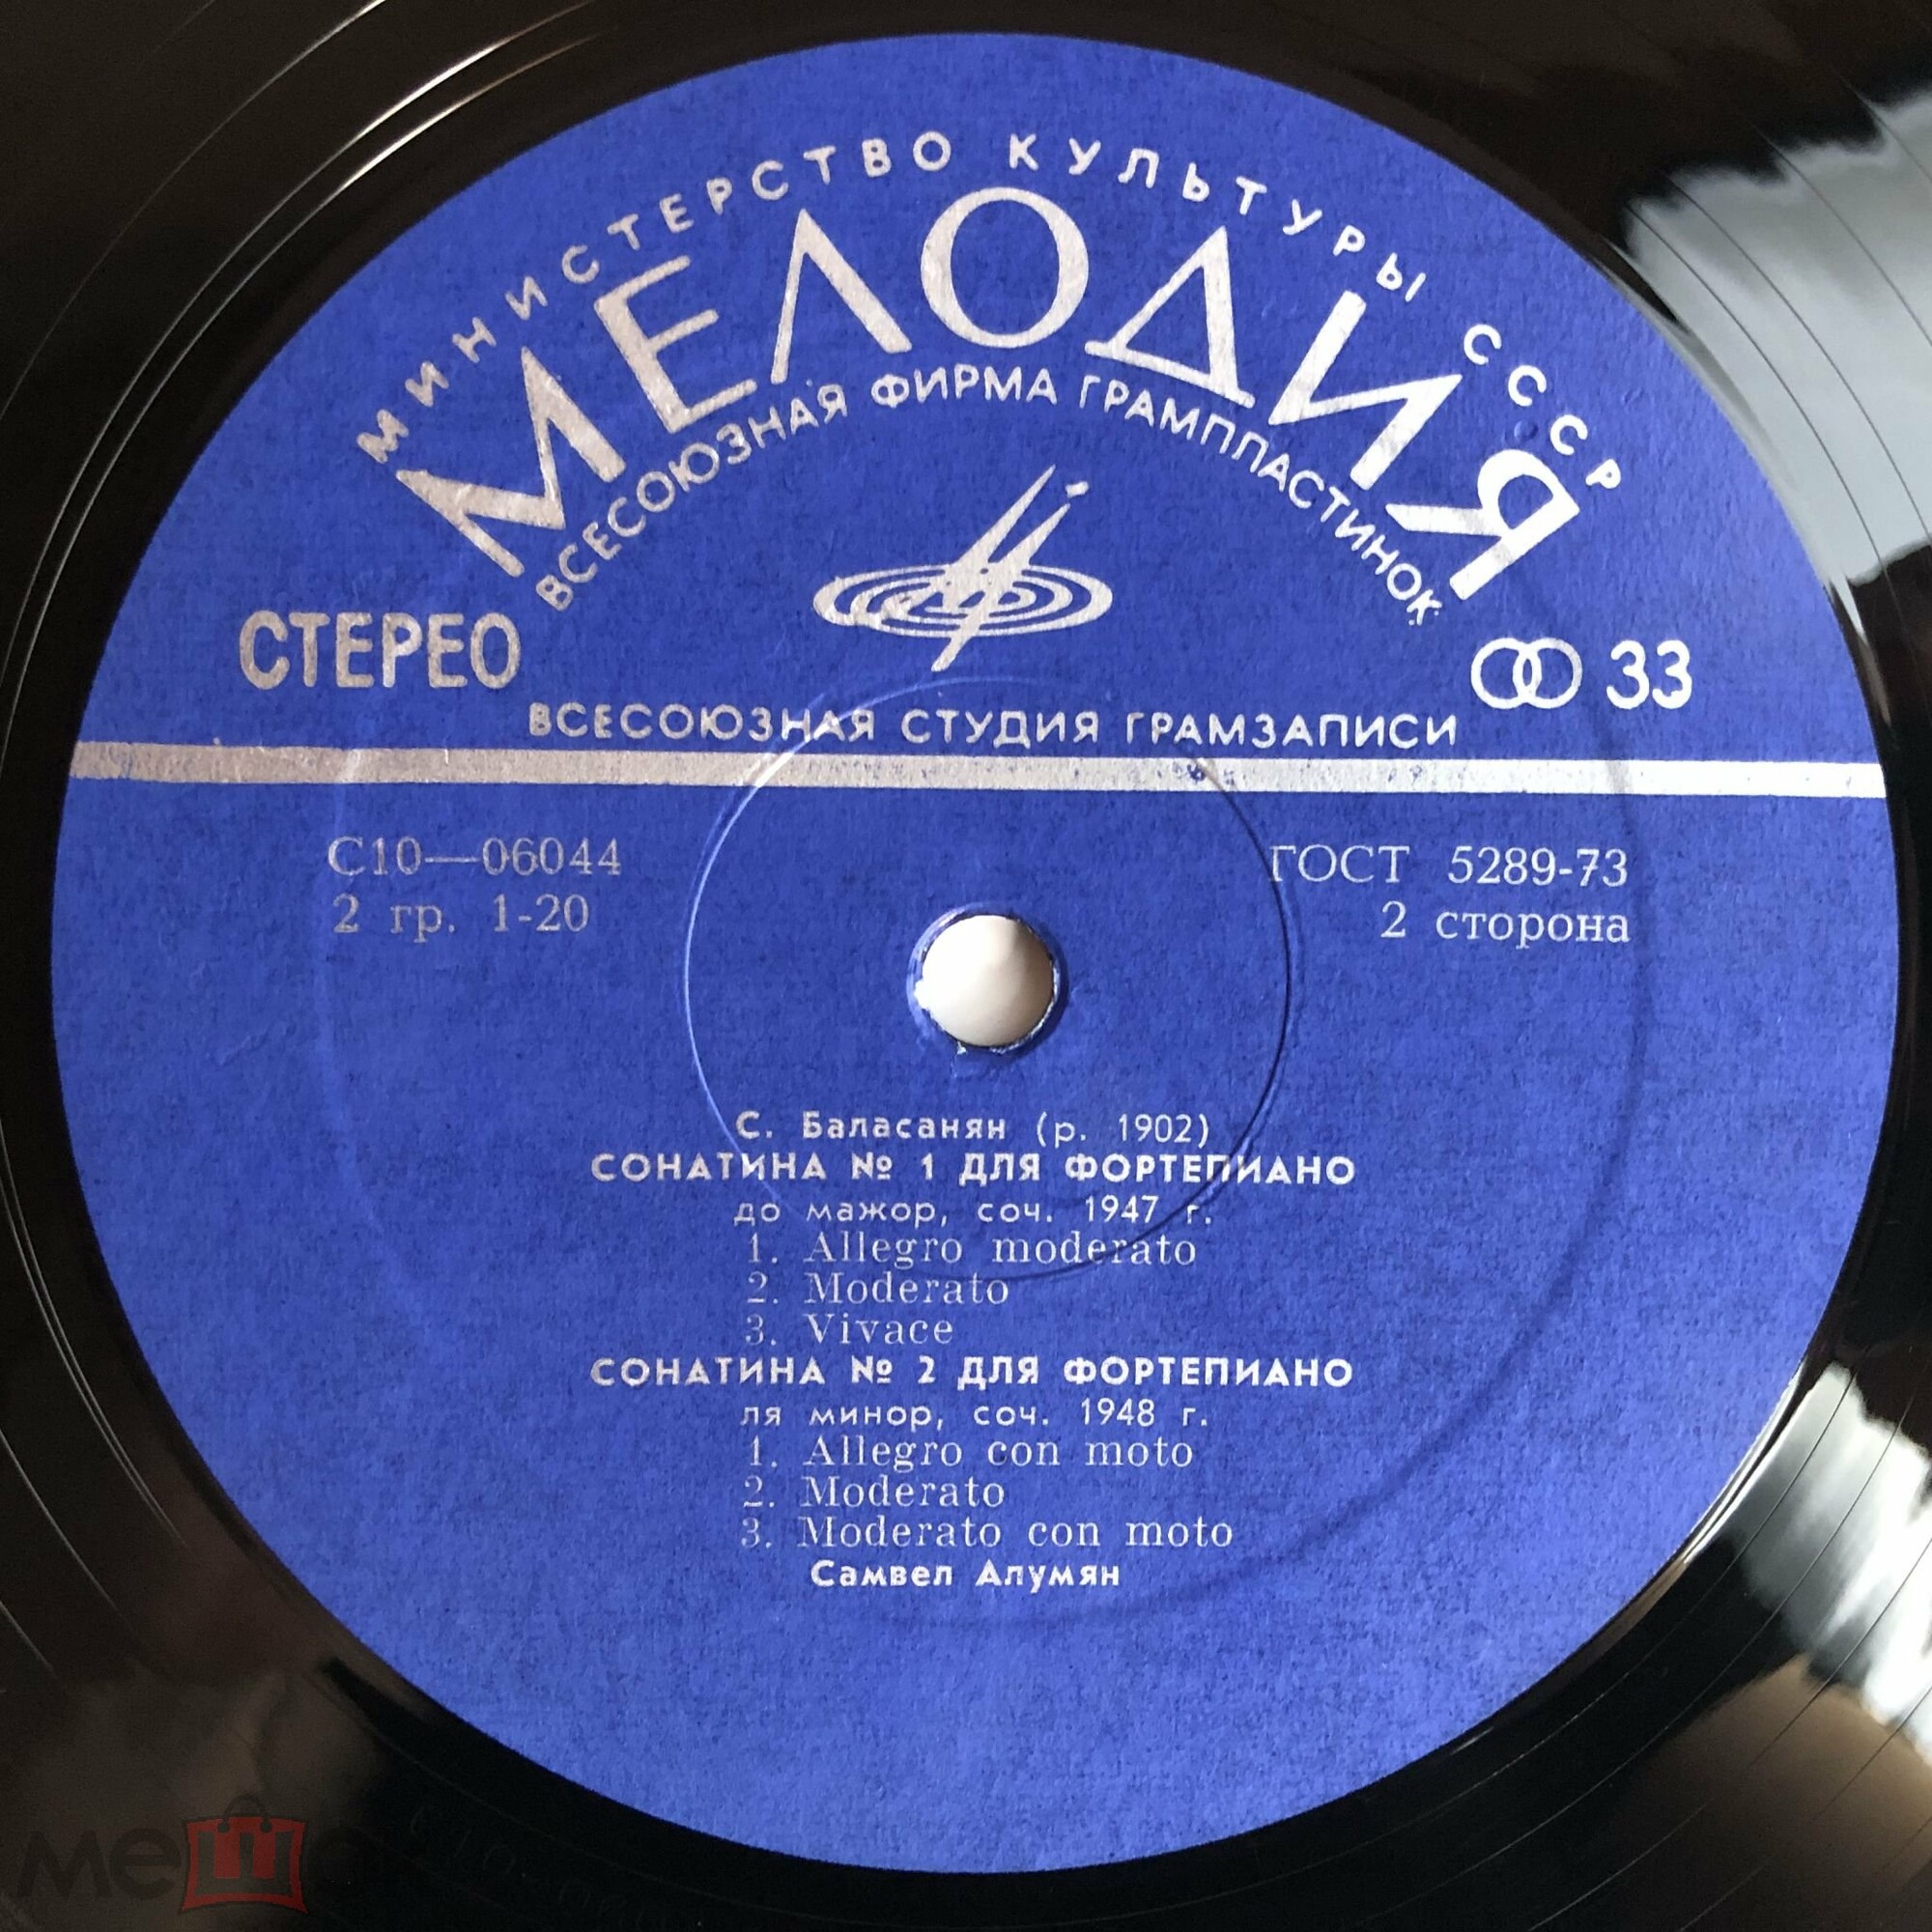 МИНИСТЕРСТВО КУЛЬТУРЫ СССР
МЕЛОДИЯ
ВСЕСОЮЗНАЯ ФИРМА ГРАМПЛАСТИНОК
СТЕРЕО
33
ВСЕСОЮЗНАЯ СТУДИЯ ГРАМЗАПИСИ
С10—06044
ГОСТ 5289-73
2 гр. 1-20
2 сторона
С. Баласанян (р. 1902)
СОНАТИНА № 1 ДЛЯ ФОРТЕПИАНО
до мажор, соч. 1947 г.
1. Allegro moderato
2. Moderato
3. Vivace
СОНАТИНА № 2 ДЛЯ ФОРТЕПИАНО
ля минор, соч. 1948 г.
1. Allegro con moto
2. Moderato
3. Moderato con moto
Самвел Алумян